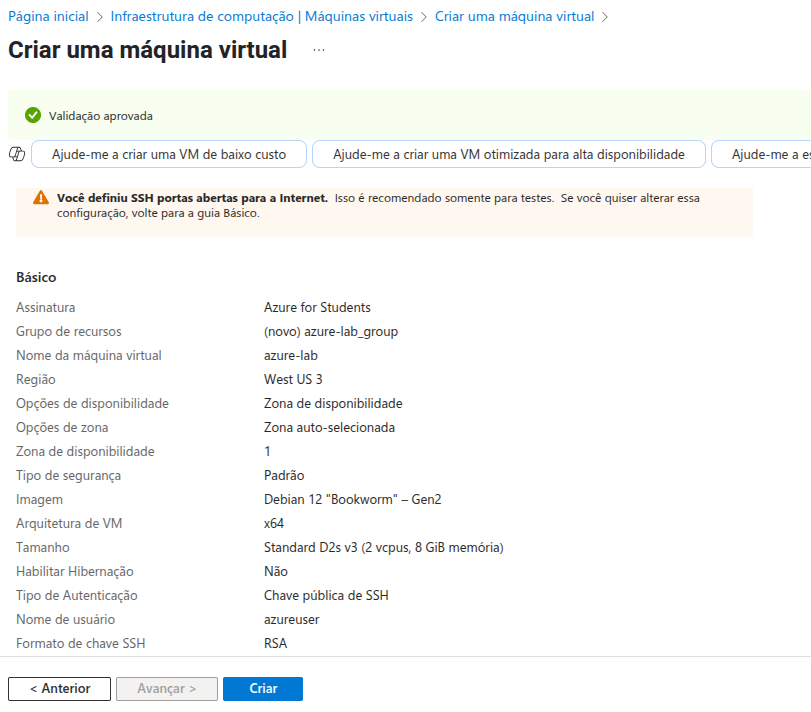 Página inicial > Infraestrutura de computação | Máquinas virtuais > Criar uma máquina virtual >
Criar uma máquina virtual ...
Validação aprovada
Ajude-me a criar uma VM de baixo custo Ajude-me a criar uma VM otimizada para alta disponibilidade Ajude-me a es
Você definiu SSH portas abertas para a Internet. Isso é recomendado somente para testes. Se você quiser alterar essa
configuração, volte para a guia Básico.
Básico
Assinatura Azure for Students
Grupo de recursos (novo) azure-lab_group
Nome da máquina virtual azure-lab
Região West US 3
Opções de disponibilidade Zona de disponibilidade
Opções de zona Zona auto-selecionada
Zona de disponibilidade 1
Tipo de segurança Padrão
Imagem Debian 12 "Bookworm" – Gen2
Arquitetura de VM x64
Tamanho Standard D2s v3 (2 vcpus, 8 GiB memória)
Habilitar Hibernação Não
Tipo de Autenticação Chave pública de SSH
Nome de usuário azureuser
Formato de chave SSH RSA
< Anterior Avançar > Criar